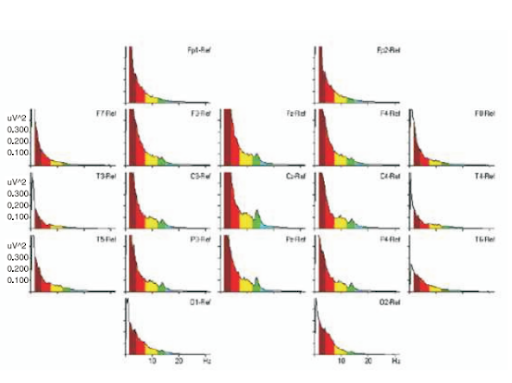 Fp1-Ref Fp2-Ref
F7-Ref F3-Ref Fz-Ref F4-Ref F8-Ref
uV^2
0.300
0.200
0.100
T3-Ref C3-Ref Cz-Ref C4-Ref T4-Ref
uV^2
0.300
0.200
0.100
T5-Ref P3-Ref Pz-Ref P4-Ref T6-Ref
uV^2
0.300
0.200
0.100
O1-Ref O2-Ref
10 20 Hz 10 20 Hz